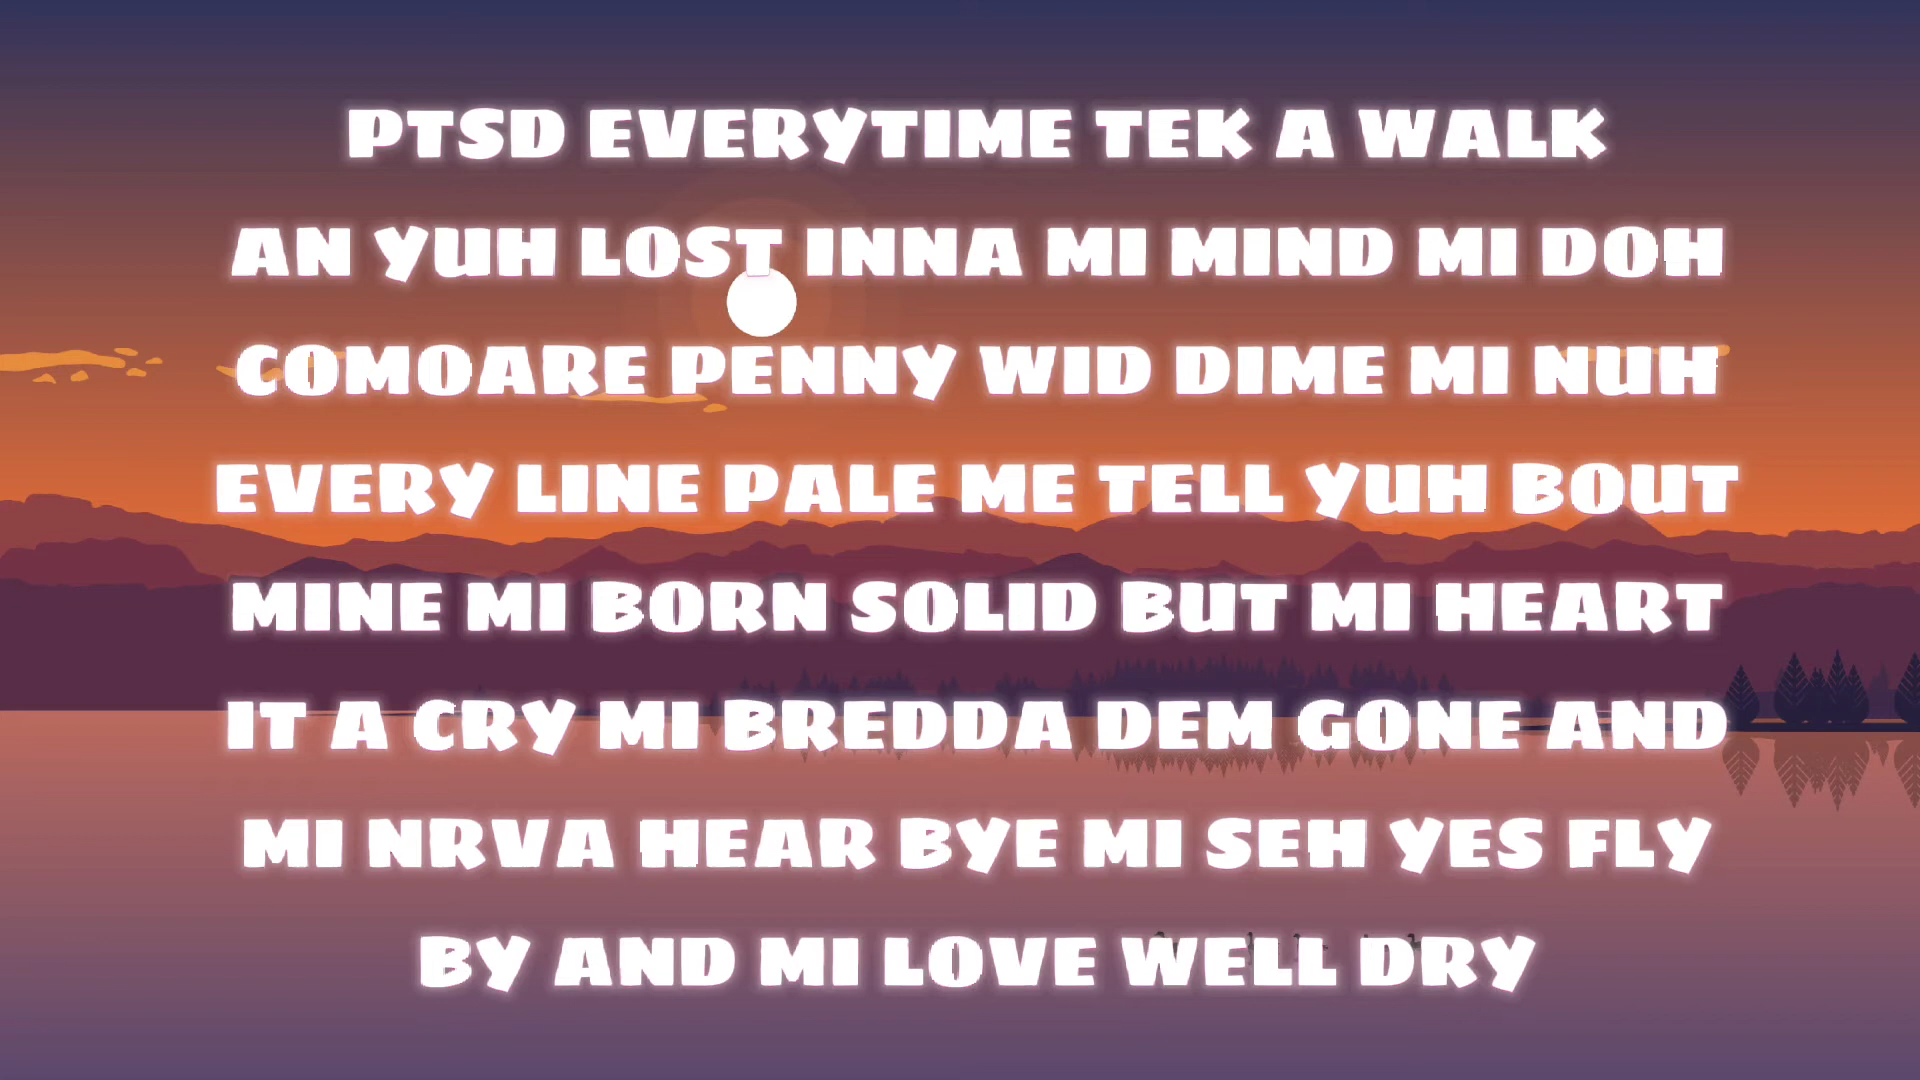 PTSD EVERYTIME TEK A WALK
AN YUH LOST INNA MI MIND MI DOH
COMOARE PENNY WID DIME MI NUH
EVERY LINE PALE ME TELL YUH BOUT
MINE MI BORN SOLID BUT MI HEART
IT A CRY MI BREDDA DEM GONE AND
MI NRVA HEAR BYE MI SEH YES FLY
BY AND MI LOVE WELL DRY